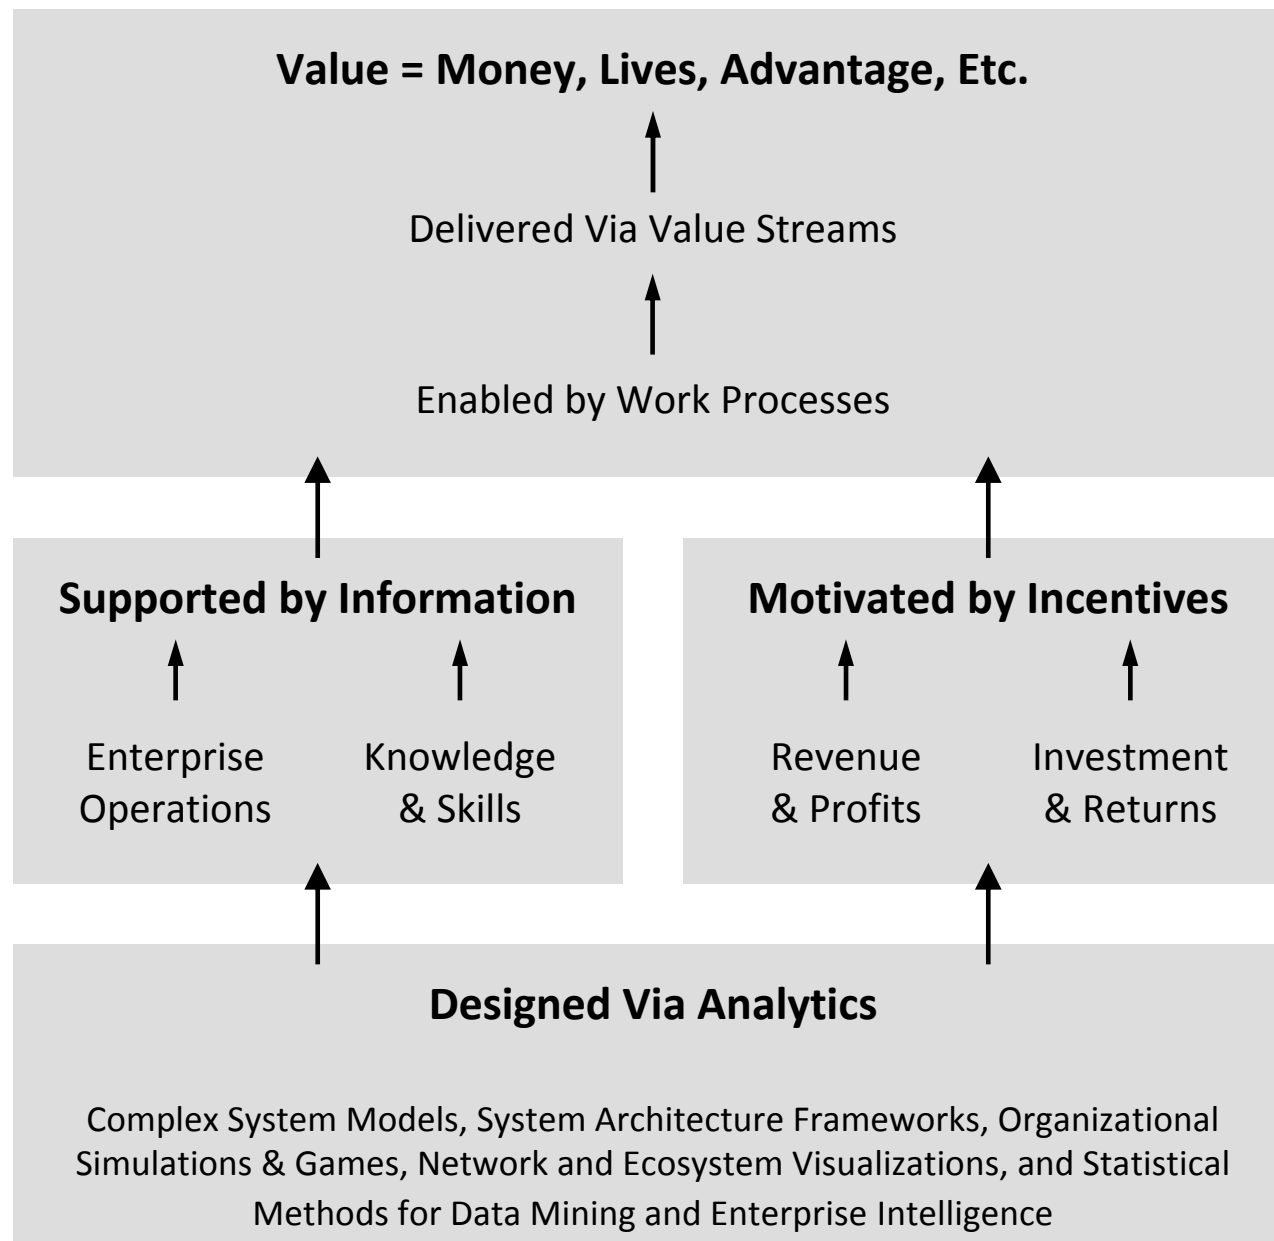 Value = Money, Lives, Advantage, Etc.
Delivered Via Value Streams
Enabled by Work Processes
Supported by Information
Enterprise
Operations
Knowledge
& Skills
Motivated by Incentives
Revenue
& Profits
Investment
& Returns
Designed Via Analytics
Complex System Models, System Architecture Frameworks, Organizational
Simulations & Games, Network and Ecosystem Visualizations, and Statistical
Methods for Data Mining and Enterprise Intelligence